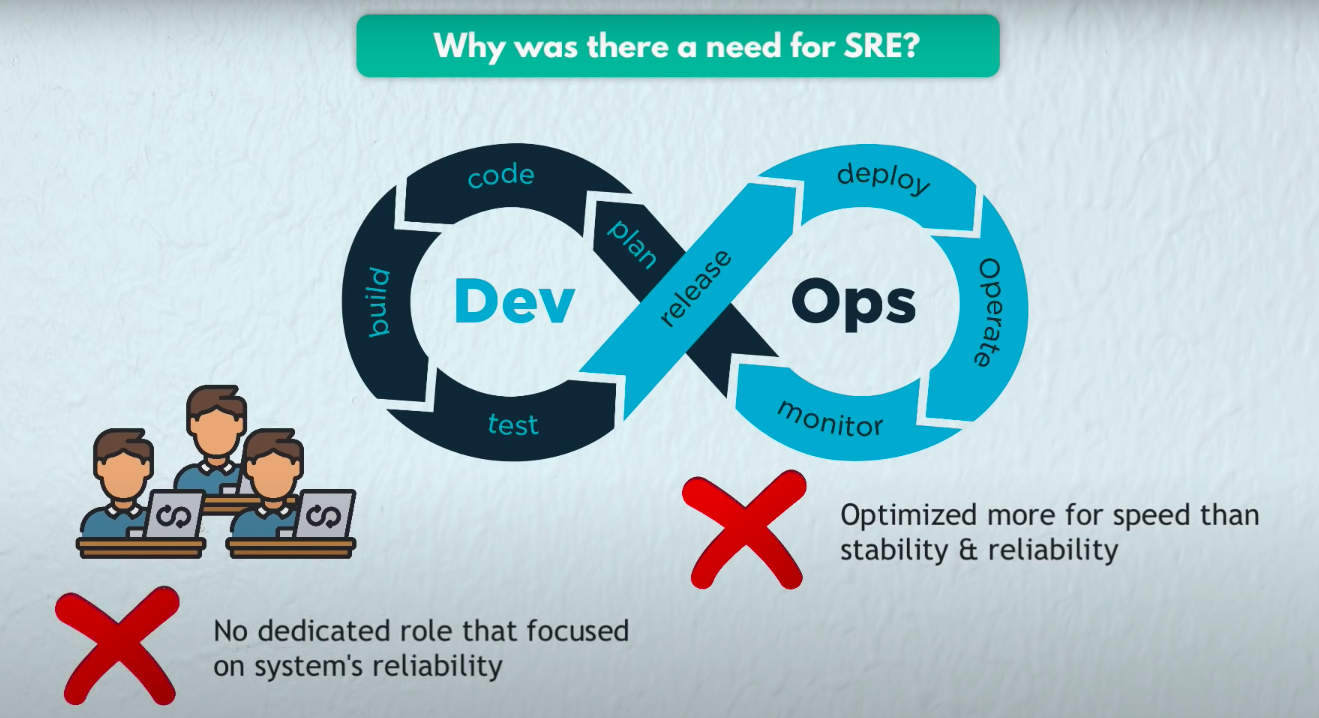 Why was there a need for SRE?
code
plan
build
Dev
test
release
deploy
Ops
Operate
monitor
Optimized more for speed than
stability & reliability
No dedicated role that focused
on system's reliability